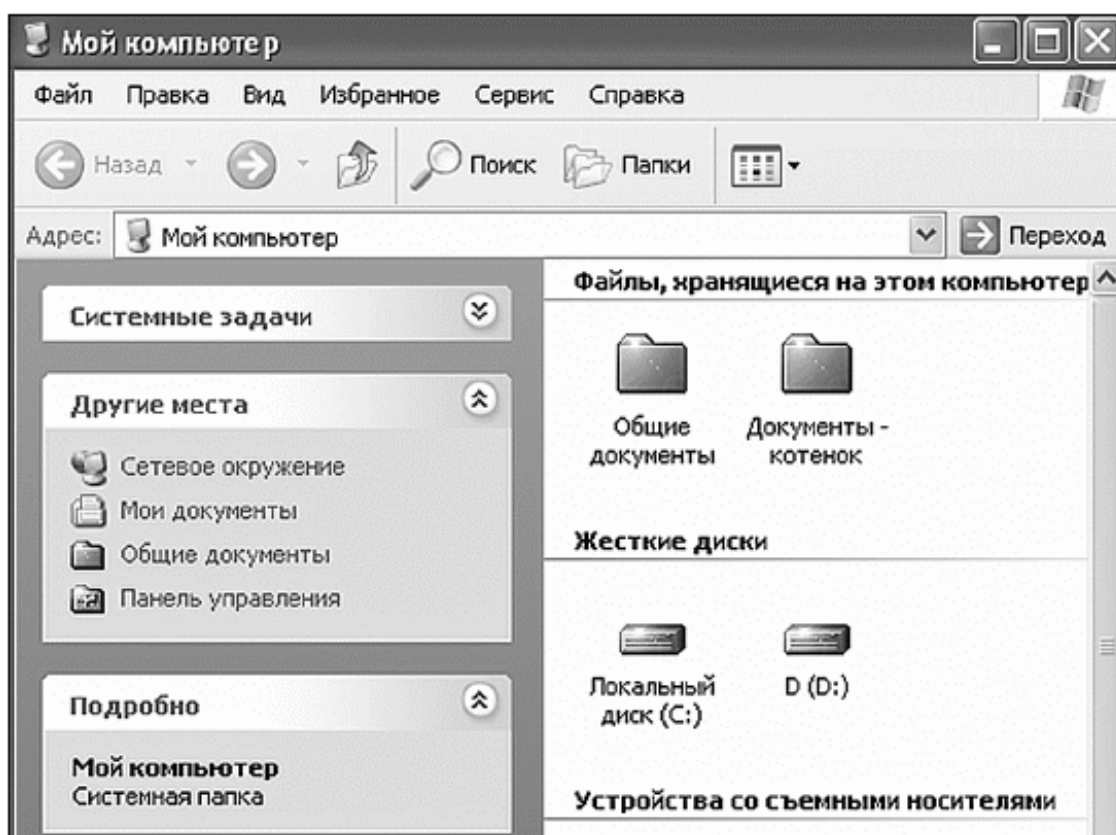 Мой компьютер
Файл Правка Вид Избранное Сервис Справка
Назад Поиск Папки
Адрес: Мой компьютер Переход
Системные задачи
Другие места
Сетевое окружение
Мои документы
Общие документы
Панель управления
Подробно
Мой компьютер
Системная папка
Файлы, хранящиеся на этом компьютер
Общие документы
Документы - котенок
Жесткие диски
Локальный диск (C:)
D (D:)
Устройства со съемными носителями